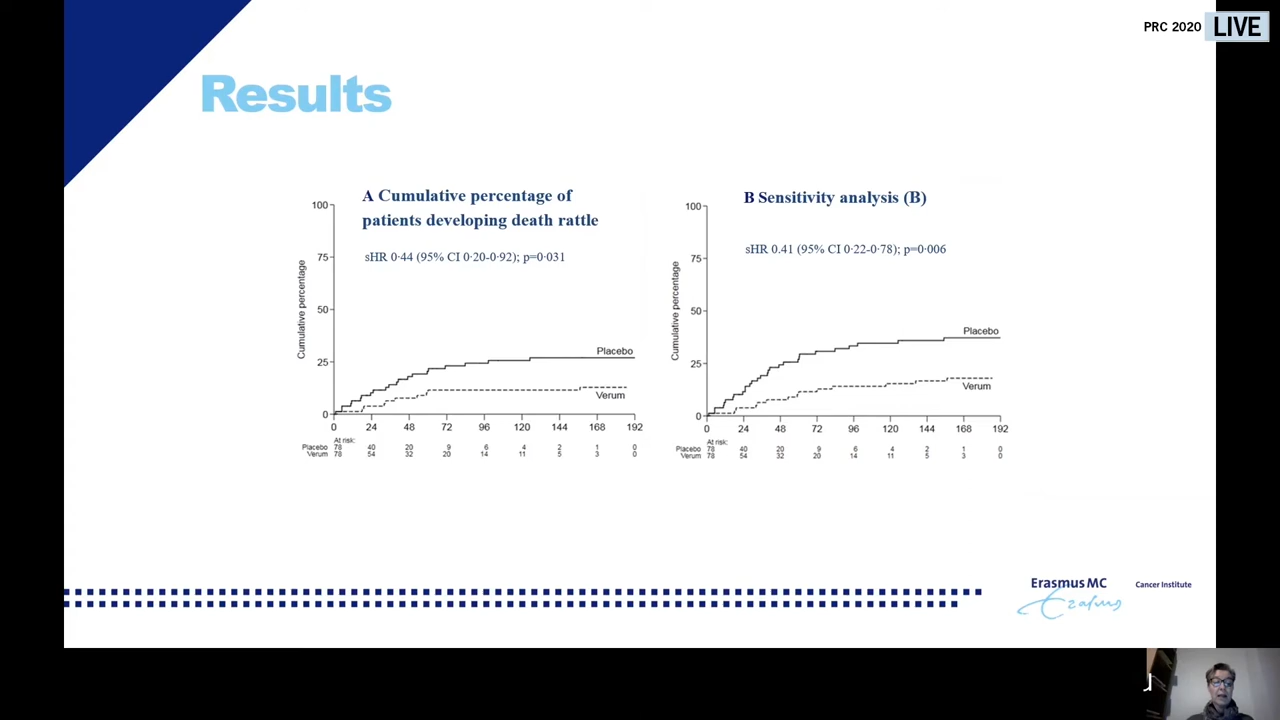 PRC 2020 LIVE
Results
A Cumulative percentage of
patients developing death rattle
sHR 0·44 (95% CI 0·20-0·92); p=0·031
Cumulative percentage
100
75
50
25
0
Placebo
Verum
0 24 48 72 96 120 144 168 192
At risk:
Placebo 78 40 20 9 6 4 2 1 0
Verum 78 54 32 20 14 11 5 3 0
B Sensitivity analysis (B)
sHR 0.41 (95% CI 0·22-0·78); p=0·006
Cumulative percentage
100
75
50
25
0
Placebo
Verum
0 24 48 72 96 120 144 168 192
At risk:
Placebo 78 40 20 9 6 4 2 1 0
Verum 78 54 32 20 14 11 5 3 0
Erasmus MC Cancer Institute
Erasmus